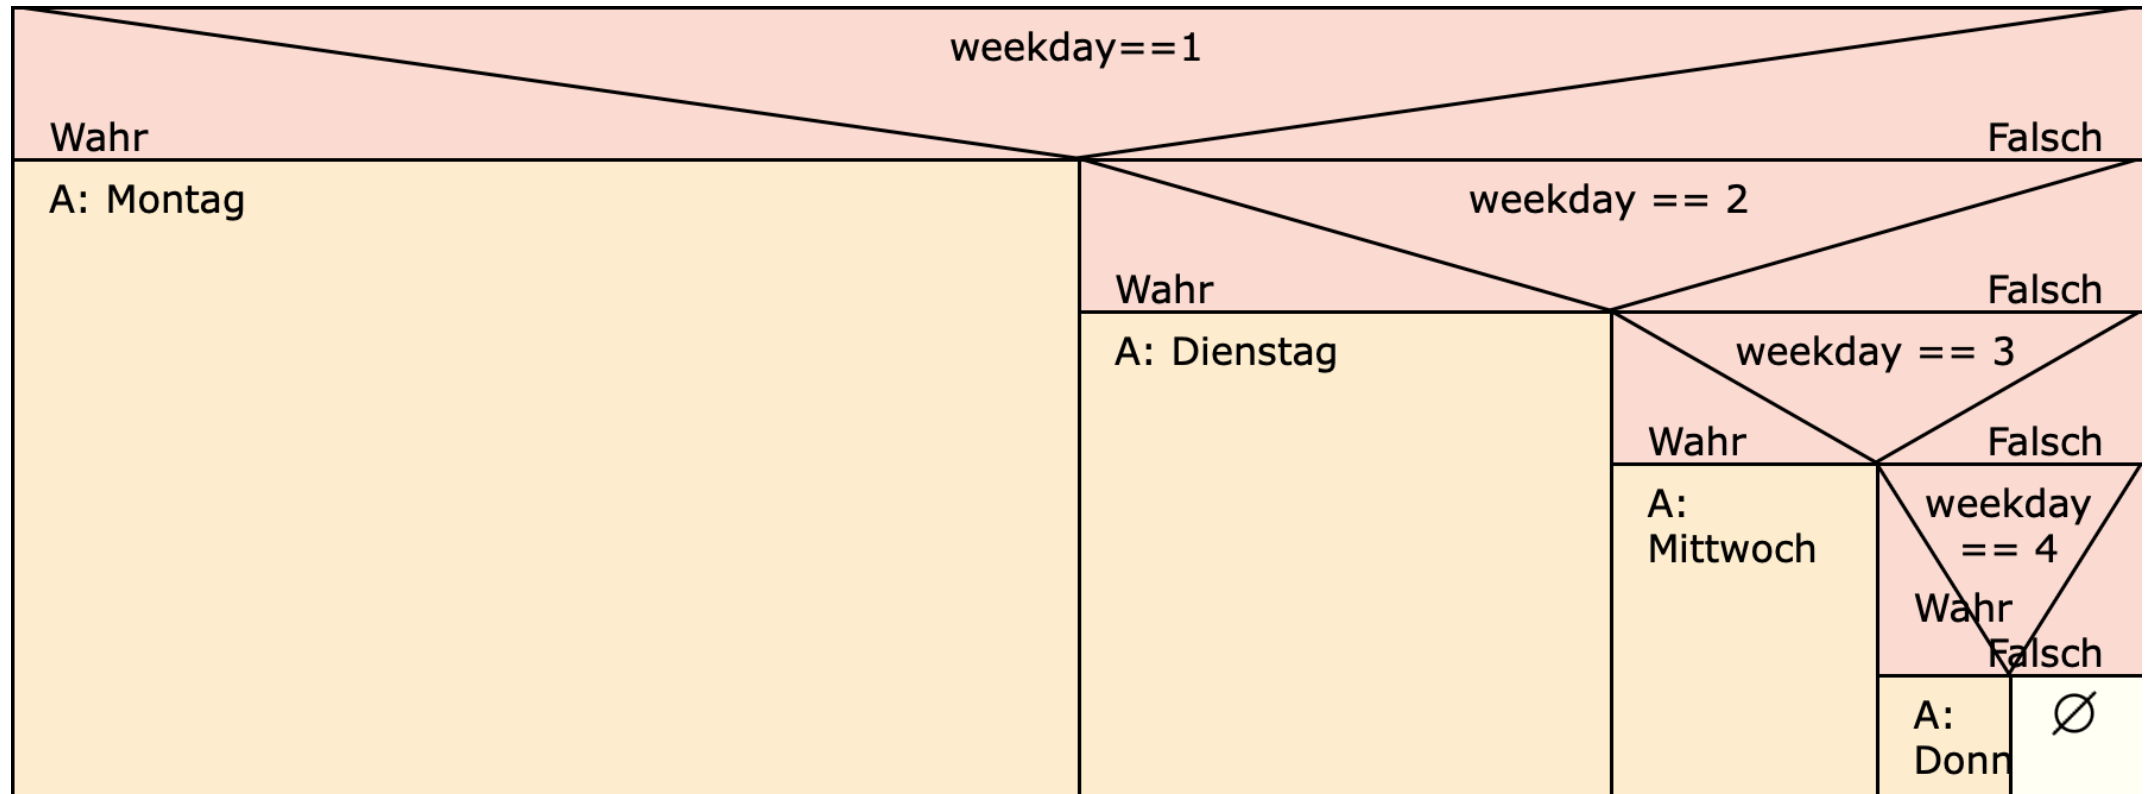 weekday==1
Wahr
Falsch
A: Montag
weekday == 2
Wahr
Falsch
A: Dienstag
weekday == 3
Wahr
Falsch
A:
Mittwoch
weekday
== 4
Wahr
Falsch
A:
Donn
∅